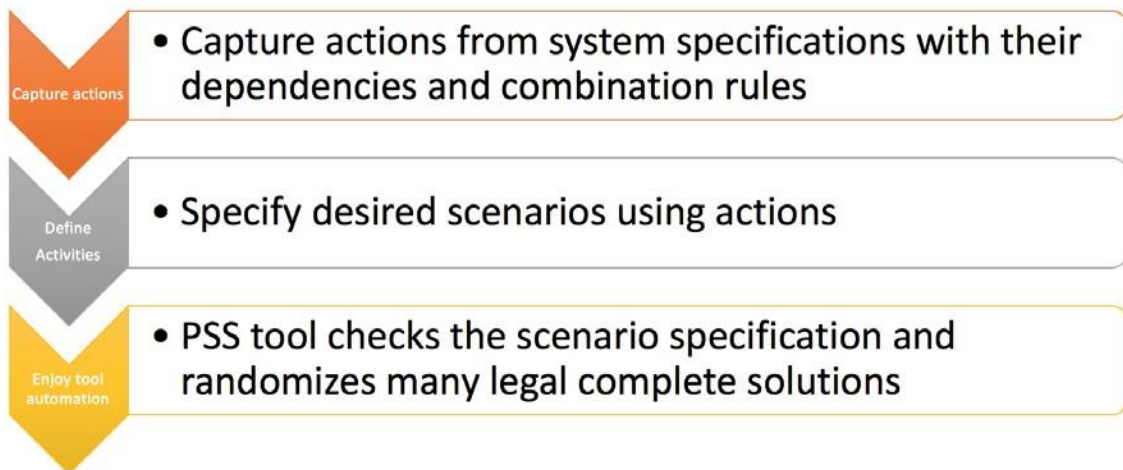 Capture actions
• Capture actions from system specifications with their
dependencies and combination rules
Define
Activities
• Specify desired scenarios using actions
Enjoy tool
automation
• PSS tool checks the scenario specification and
randomizes many legal complete solutions